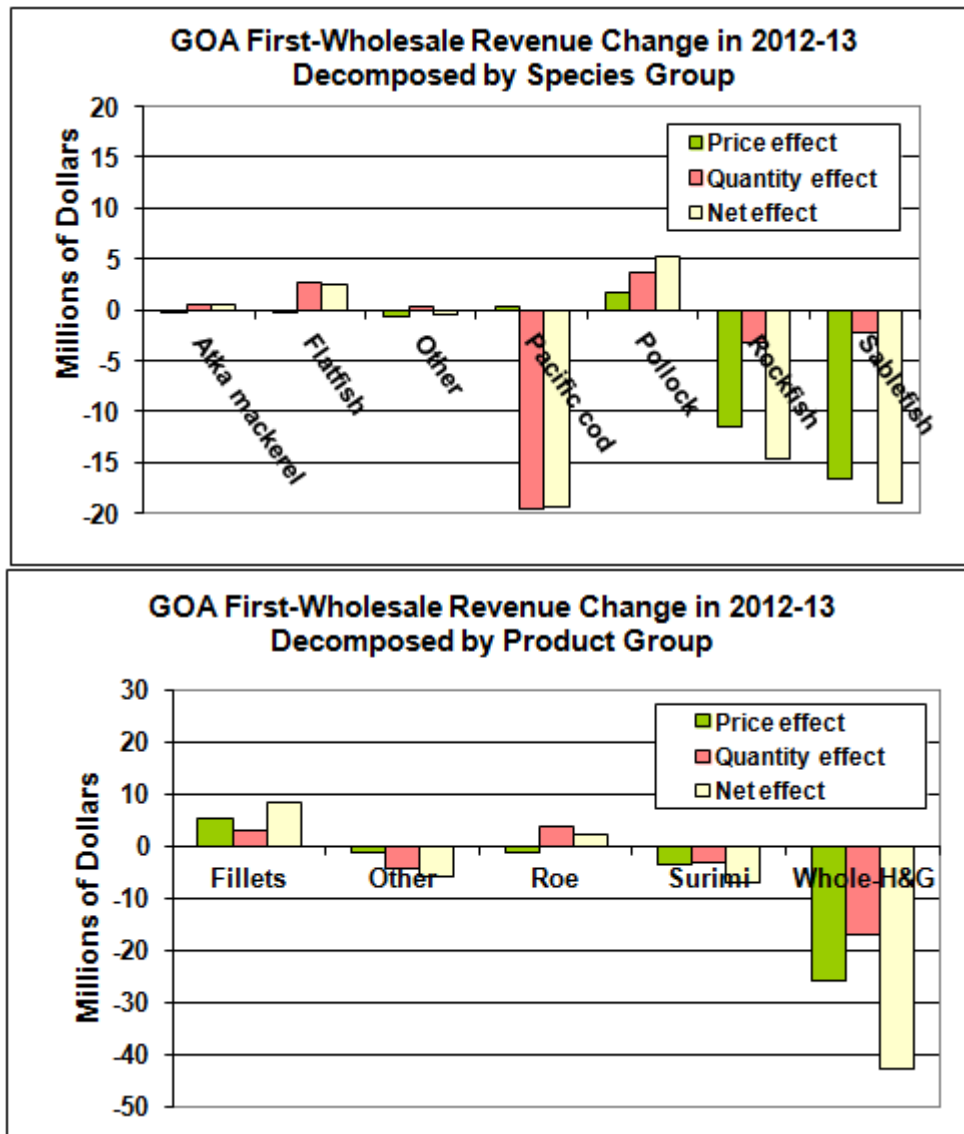 GOA First-Wholesale Revenue Change in 2012-13
Decomposed by Species Group
Millions of Dollars
20
15
10
5
0
-5
-10
-15
-20
Price effect
Quantity effect
Net effect
Atka mackerel
Flatfish
Other
Pacific cod
Pollock
Rockfish
Sablefish
GOA First-Wholesale Revenue Change in 2012-13
Decomposed by Product Group
Millions of Dollars
30
20
10
0
-10
-20
-30
-40
-50
Price effect
Quantity effect
Net effect
Fillets
Other
Roe
Surimi
Whole-H&G